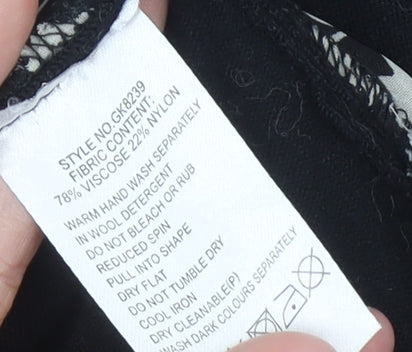 STYLE NO.GK8239
FIBRIC CONTENT:
78% VISCOSE 22% NYLON
WARM HAND WASH SEPARATELY
IN WOOL DETERGENT
DO NOT BLEACH OR RUB
REDUCED SPIN
PULL INTO SHAPE
DRY FLAT
DO NOT TUMBLE DRY
COOL IRON
DRY CLEANABLE(P)
WASH DARK COLOURS SEPARATELY